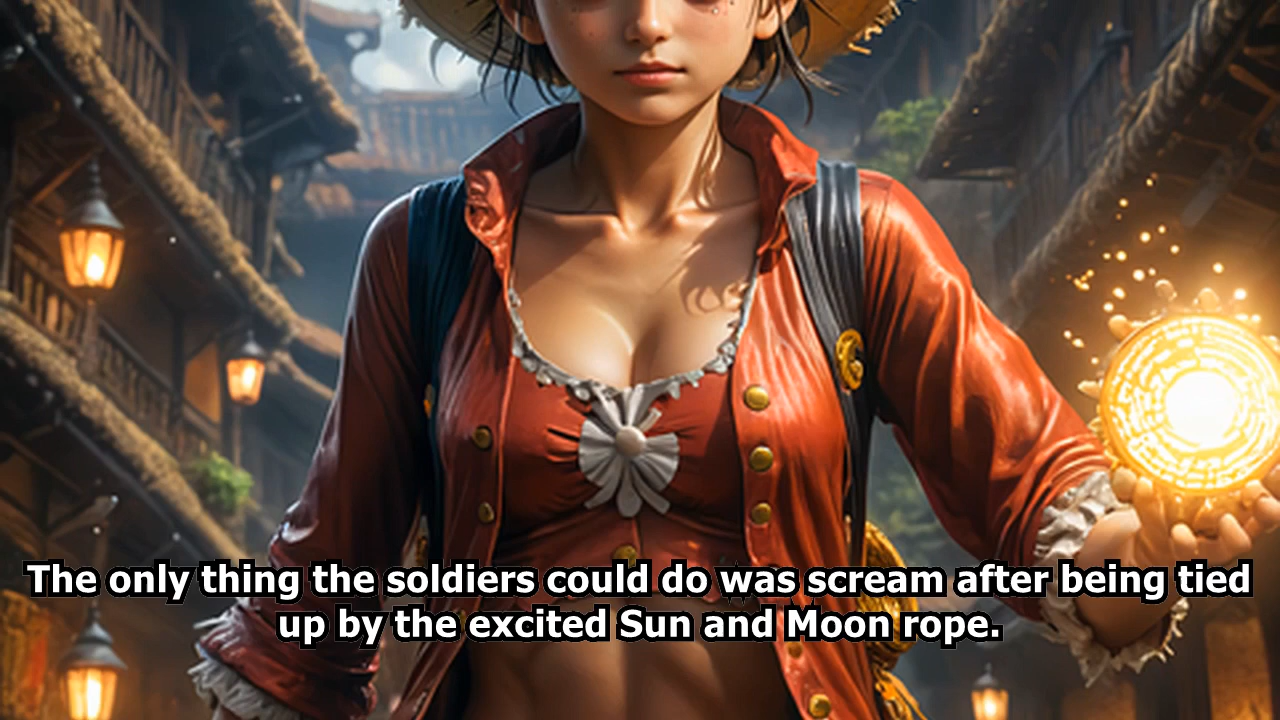 The only thing the soldiers could do was scream after being tied
up by the excited Sun and Moon rope.